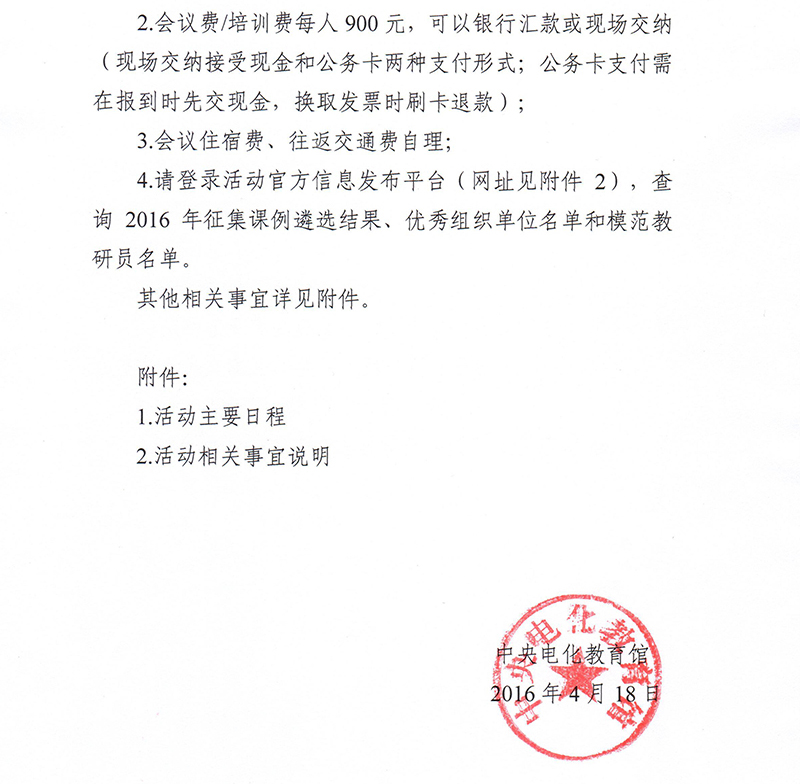 2.会议费/培训费每人 900 元，可以银行汇款或现场交纳
（现场交纳接受现金和公务卡两种支付形式；公务卡支付需
在报到时先交现金，换取发票时刷卡退款）；
3.会议住宿费、往返交通费自理；
4.请登录活动官方信息发布平台（网址见附件 2），查
询 2016 年征集课例遴选结果、优秀组织单位名单和模范教
研员名单。
其他相关事宜详见附件。
附件：
1.活动主要日程
2.活动相关事宜说明
中央电化教育馆
中央电化教育馆
2016 年 4 月 18 日